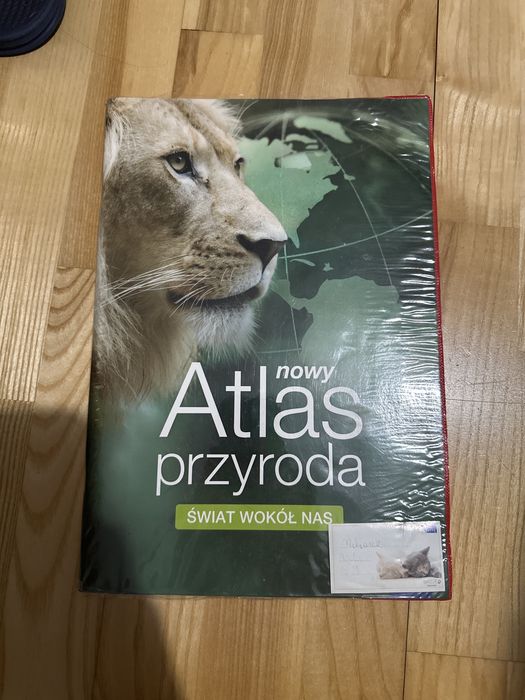 nowy
Atlas
przyroda
ŚWIAT WOKÓŁ NAS